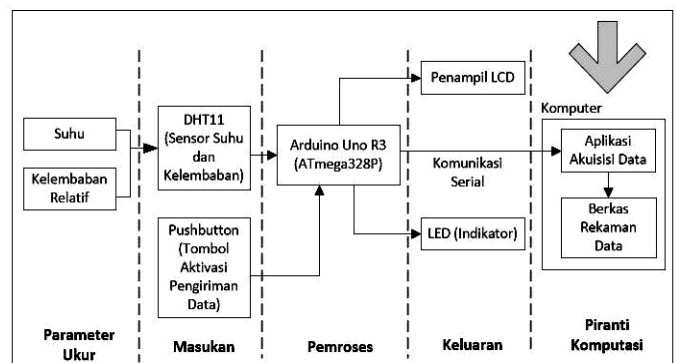 Suhu
Kelembaban
Relatif
DHT11
(Sensor Suhu
dan
Kelembaban)
Pushbutton
(Tombol
Aktivasi
Pengiriman
Data)
Arduino Uno R3
(ATmega328P)
Penampil LCD
Komunikasi
Serial
LED (Indikator)
Komputer
Aplikasi
Akuisisi Data
Berkas
Rekaman
Data
Parameter
Ukur
Masukan
Pemroses
Keluaran
Piranti
Komputasi